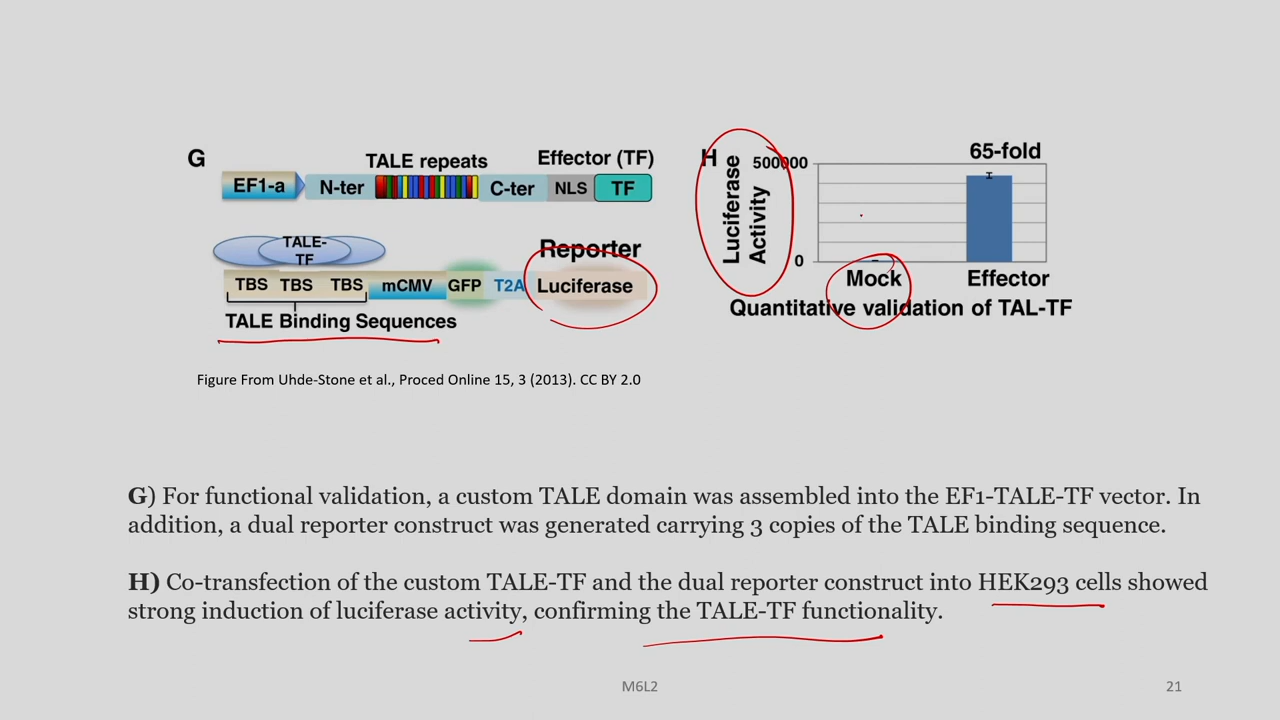 G
TALE repeats
Effector (TF)
EF1-a
N-ter
C-ter
NLS
TF
TALE-
TF
Reporter
TBS TBS TBS mCMV GFP T2A Luciferase
TALE Binding Sequences
H
Luciferase
Activity
500000
0
65-fold
Mock
Effector
Quantitative validation of TAL-TF
Figure From Uhde-Stone et al., Proced Online 15, 3 (2013). CC BY 2.0
G) For functional validation, a custom TALE domain was assembled into the EF1-TALE-TF vector. In
addition, a dual reporter construct was generated carrying 3 copies of the TALE binding sequence.
H) Co-transfection of the custom TALE-TF and the dual reporter construct into HEK293 cells showed
strong induction of luciferase activity, confirming the TALE-TF functionality.
M6L2
21